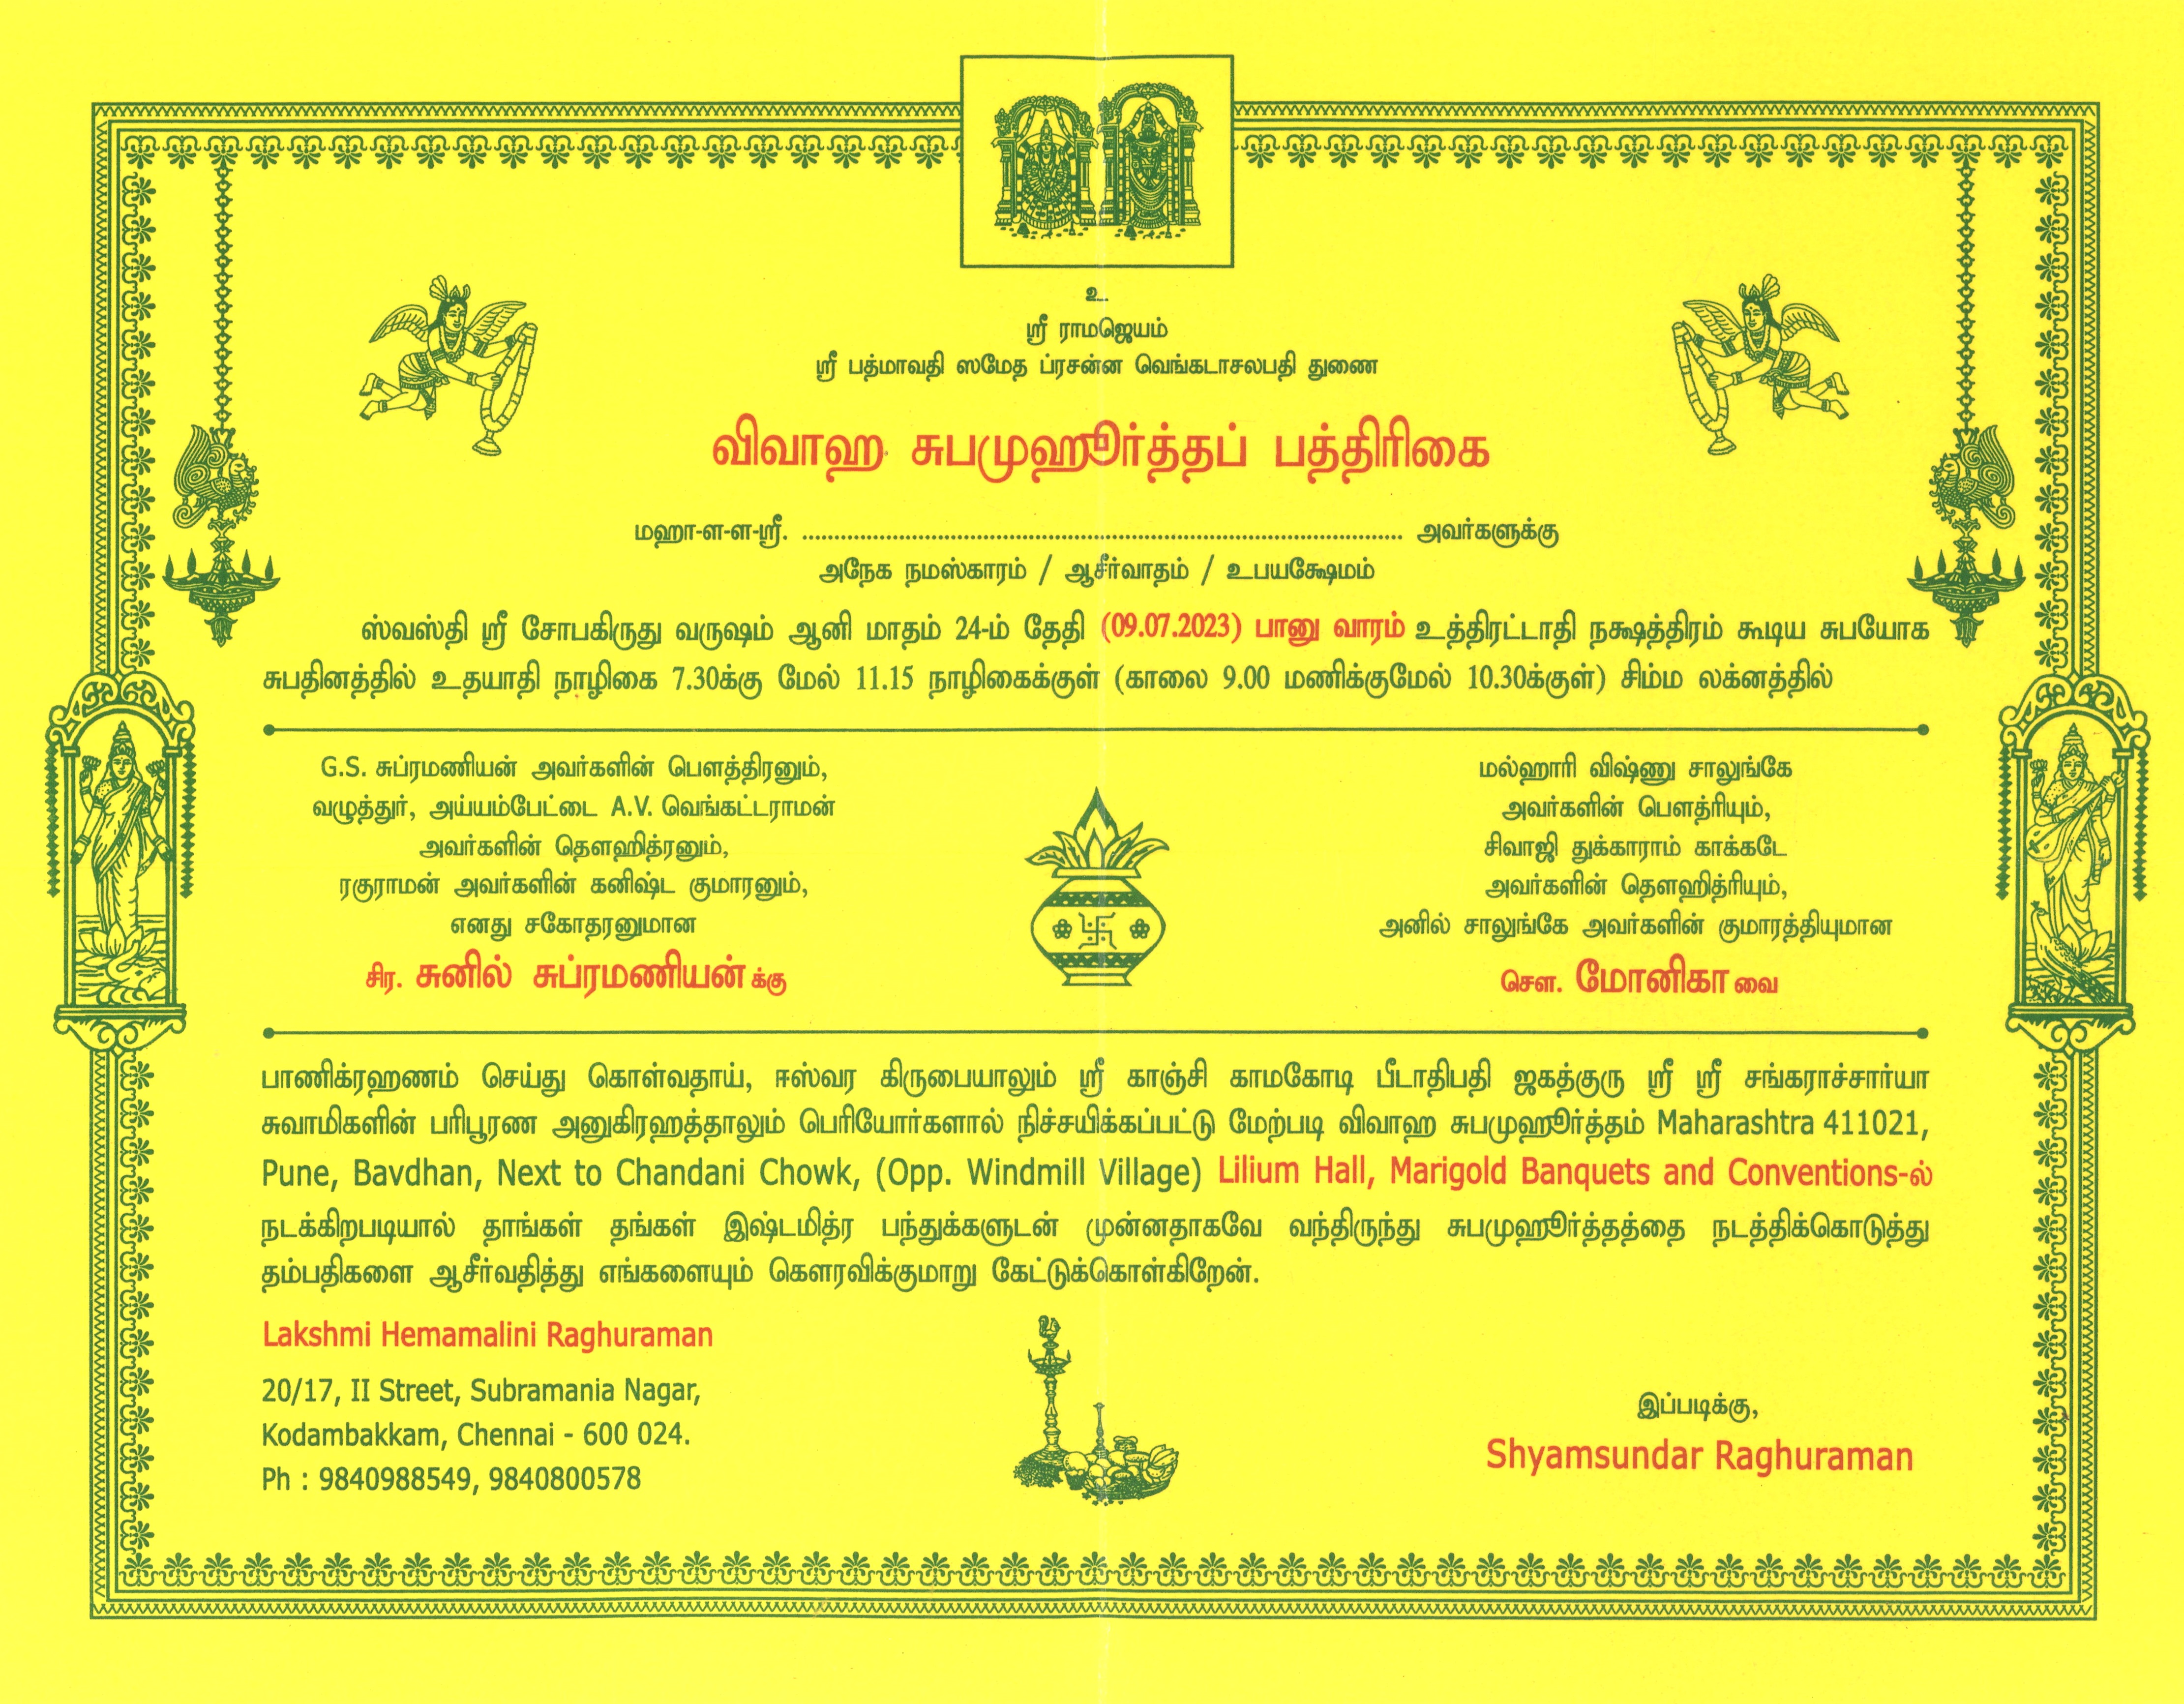 உ
ஸ்ரீ ராமஜெயம்
ஸ்ரீ பத்மாவதி ஸமேத ப்ரசன்ன வெங்கடாசலபதி துணை
விவாஹ சுபமுஹூர்த்தப் பத்திரிகை
மஹா-ள-ள-ஸ்ரீ. ........................................................................................ அவர்களுக்கு
அநேக நமஸ்காரம் / ஆசீர்வாதம் / உபயக்ஷேமம்
ஸ்வஸ்தி ஸ்ரீ சோபகிருது வருஷம் ஆனி மாதம் 24-ம் தேதி (09.07.2023) பானு வாரம் உத்திரட்டாதி நக்ஷத்திரம் கூடிய சுபயோக
சுபதினத்தில் உதயாதி நாழிகை 7.30க்கு மேல் 11.15 நாழிகைக்குள் (காலை 9.00 மணிக்குமேல் 10.30க்குள்) சிம்ம லக்னத்தில்
G.S. சுப்ரமணியன் அவர்களின் பௌத்திரனும்,
வழுத்துர், அய்யம்பேட்டை A.V. வெங்கட்டராமன்
அவர்களின் தௌஹித்ரனும்,
ரகுராமன் அவர்களின் கனிஷ்ட குமாரனும்,
எனது சகோதரனுமான
சிர. சுனில் சுப்ரமணியன் க்கு
மல்ஹாரி விஷ்ணு சாலுங்கே
அவர்களின் பௌத்ரியும்,
சிவாஜி துக்காராம் காக்கடே
அவர்களின் தௌஹித்ரியும்,
அனில் சாலுங்கே அவர்களின் குமாரத்தியுமான
சௌ. மோனிகா வை
பாணிக்ரஹணம் செய்து கொள்வதாய், ஈஸ்வர கிருபையாலும் ஸ்ரீ காஞ்சி காமகோடி பீடாதிபதி ஜகத்குரு ஸ்ரீ ஸ்ரீ சங்கராச்சார்யா
சுவாமிகளின் பரிபூரண அனுகிரஹத்தாலும் பெரியோர்களால் நிச்சயிக்கப்பட்டு மேற்படி விவாஹ சுபமுஹூர்த்தம் Maharashtra 411021,
Pune, Bavdhan, Next to Chandani Chowk, (Opp. Windmill Village) Lilium Hall, Marigold Banquets and Conventions-ல்
நடக்கிறபடியால் தாங்கள் தங்கள் இஷ்டமித்ர பந்துக்களுடன் முன்னதாகவே வந்திருந்து சுபமுஹூர்த்தத்தை நடத்திக்கொடுத்து
தம்பதிகளை ஆசீர்வதித்து எங்களையும் கௌரவிக்குமாறு கேட்டுக்கொள்கிறேன்.
Lakshmi Hemamalini Raghuraman
20/17, II Street, Subramania Nagar,
Kodambakkam, Chennai - 600 024.
Ph : 9840988549, 9840800578
இப்படிக்கு,
Shyamsundar Raghuraman